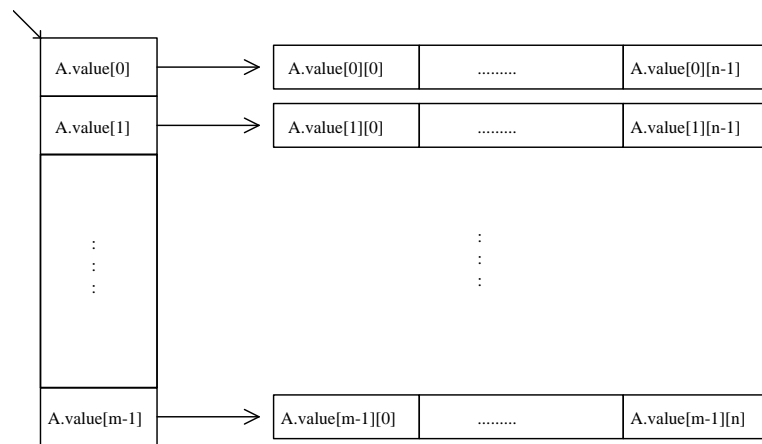 A.value[0] A.value[0][0] ......... A.value[0][n-1]
A.value[1] A.value[1][0] ......... A.value[1][n-1]
: :
: :
: :
A.value[m-1] A.value[m-1][0] ......... A.value[m-1][n]